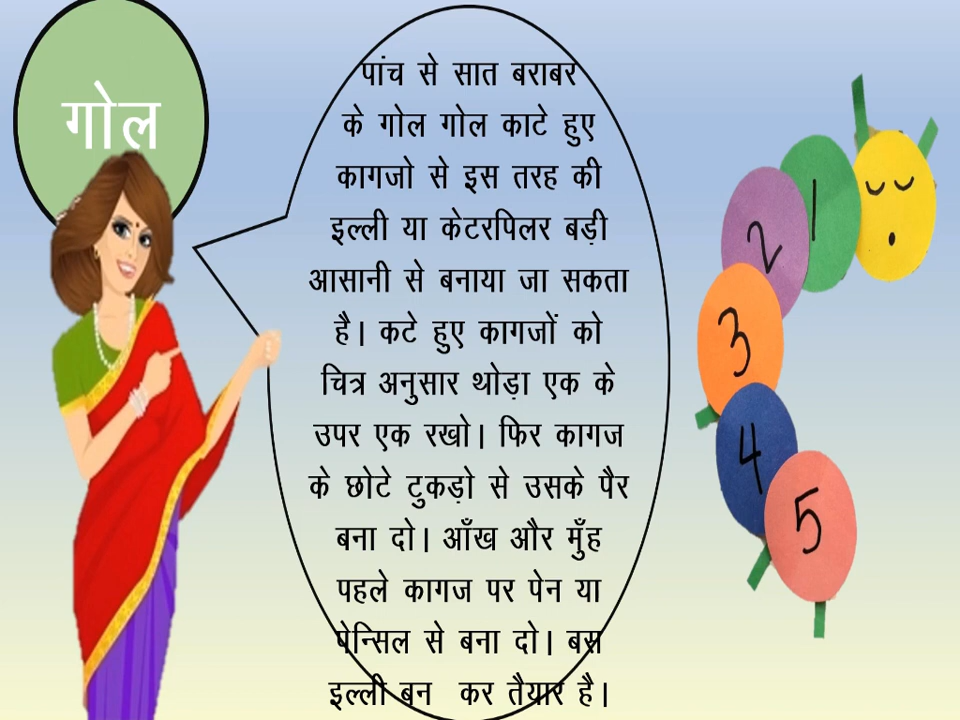 गोल
पांच से सात बराबर
के गोल गोल काटे हुए
कागजो से इस तरह की
इल्ली या केटरपिलर बड़ी
आसानी से बनाया जा सकता
है। कटे हुए कागजों को
चित्र अनुसार थोड़ा एक के
उपर एक रखो। फिर कागज
के छोटे टुकड़ो से उसके पैर
बना दो। आँख और मुँह
पहले कागज पर पेन या
पेन्सिल से बना दो। बस
इल्ली बन कर तैयार है।
1
2
3
4
5